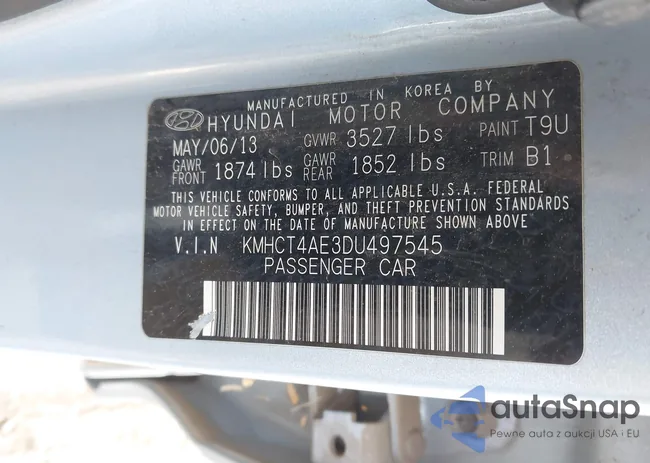 MANUFACTURED IN KOREA BY
HYUNDAI MOTOR COMPANY
MAY/06/13 GVWR 3527 lbs PAINT T9U
GAWR FRONT 1874 lbs GAWR REAR 1852 lbs TRIM B1
THIS VEHICLE CONFORMS TO ALL APPLICABLE U.S.A. FEDERAL
MOTOR VEHICLE SAFETY, BUMPER, AND THEFT PREVENTION STANDARDS
IN EFFECT ON THE DATE OF MANUFACTURE SHOWN ABOVE
V.I.N KMHCT4AE3DU497545
PASSENGER CAR
autaSnap
Pewne auta z aukcji USA i EU